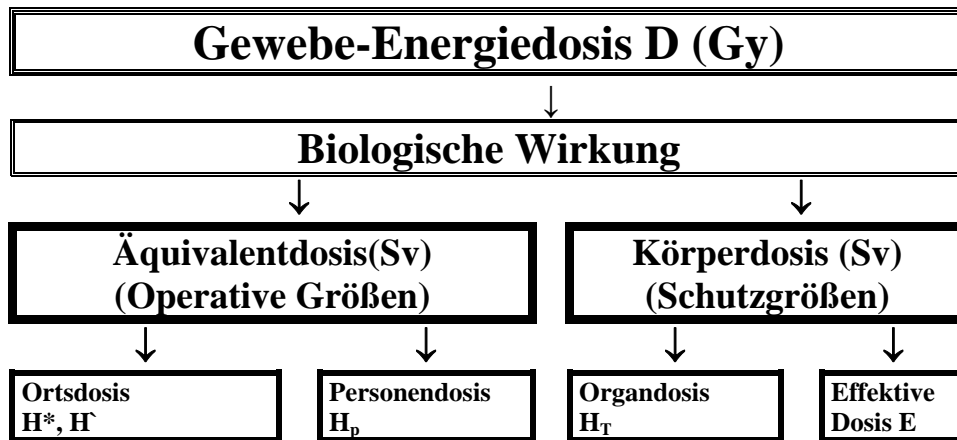 Gewebe-Energiedosis D (Gy)
↓
Biologische Wirkung
↓ ↓
Äquivalentdosis(Sv)
(Operative Größen)
Körperdosis (Sv)
(Schutzgrößen)
↓ ↓ ↓ ↓
Ortsdosis
H*, H`
Personendosis
Hp
Organdosis
HT
Effektive
Dosis E